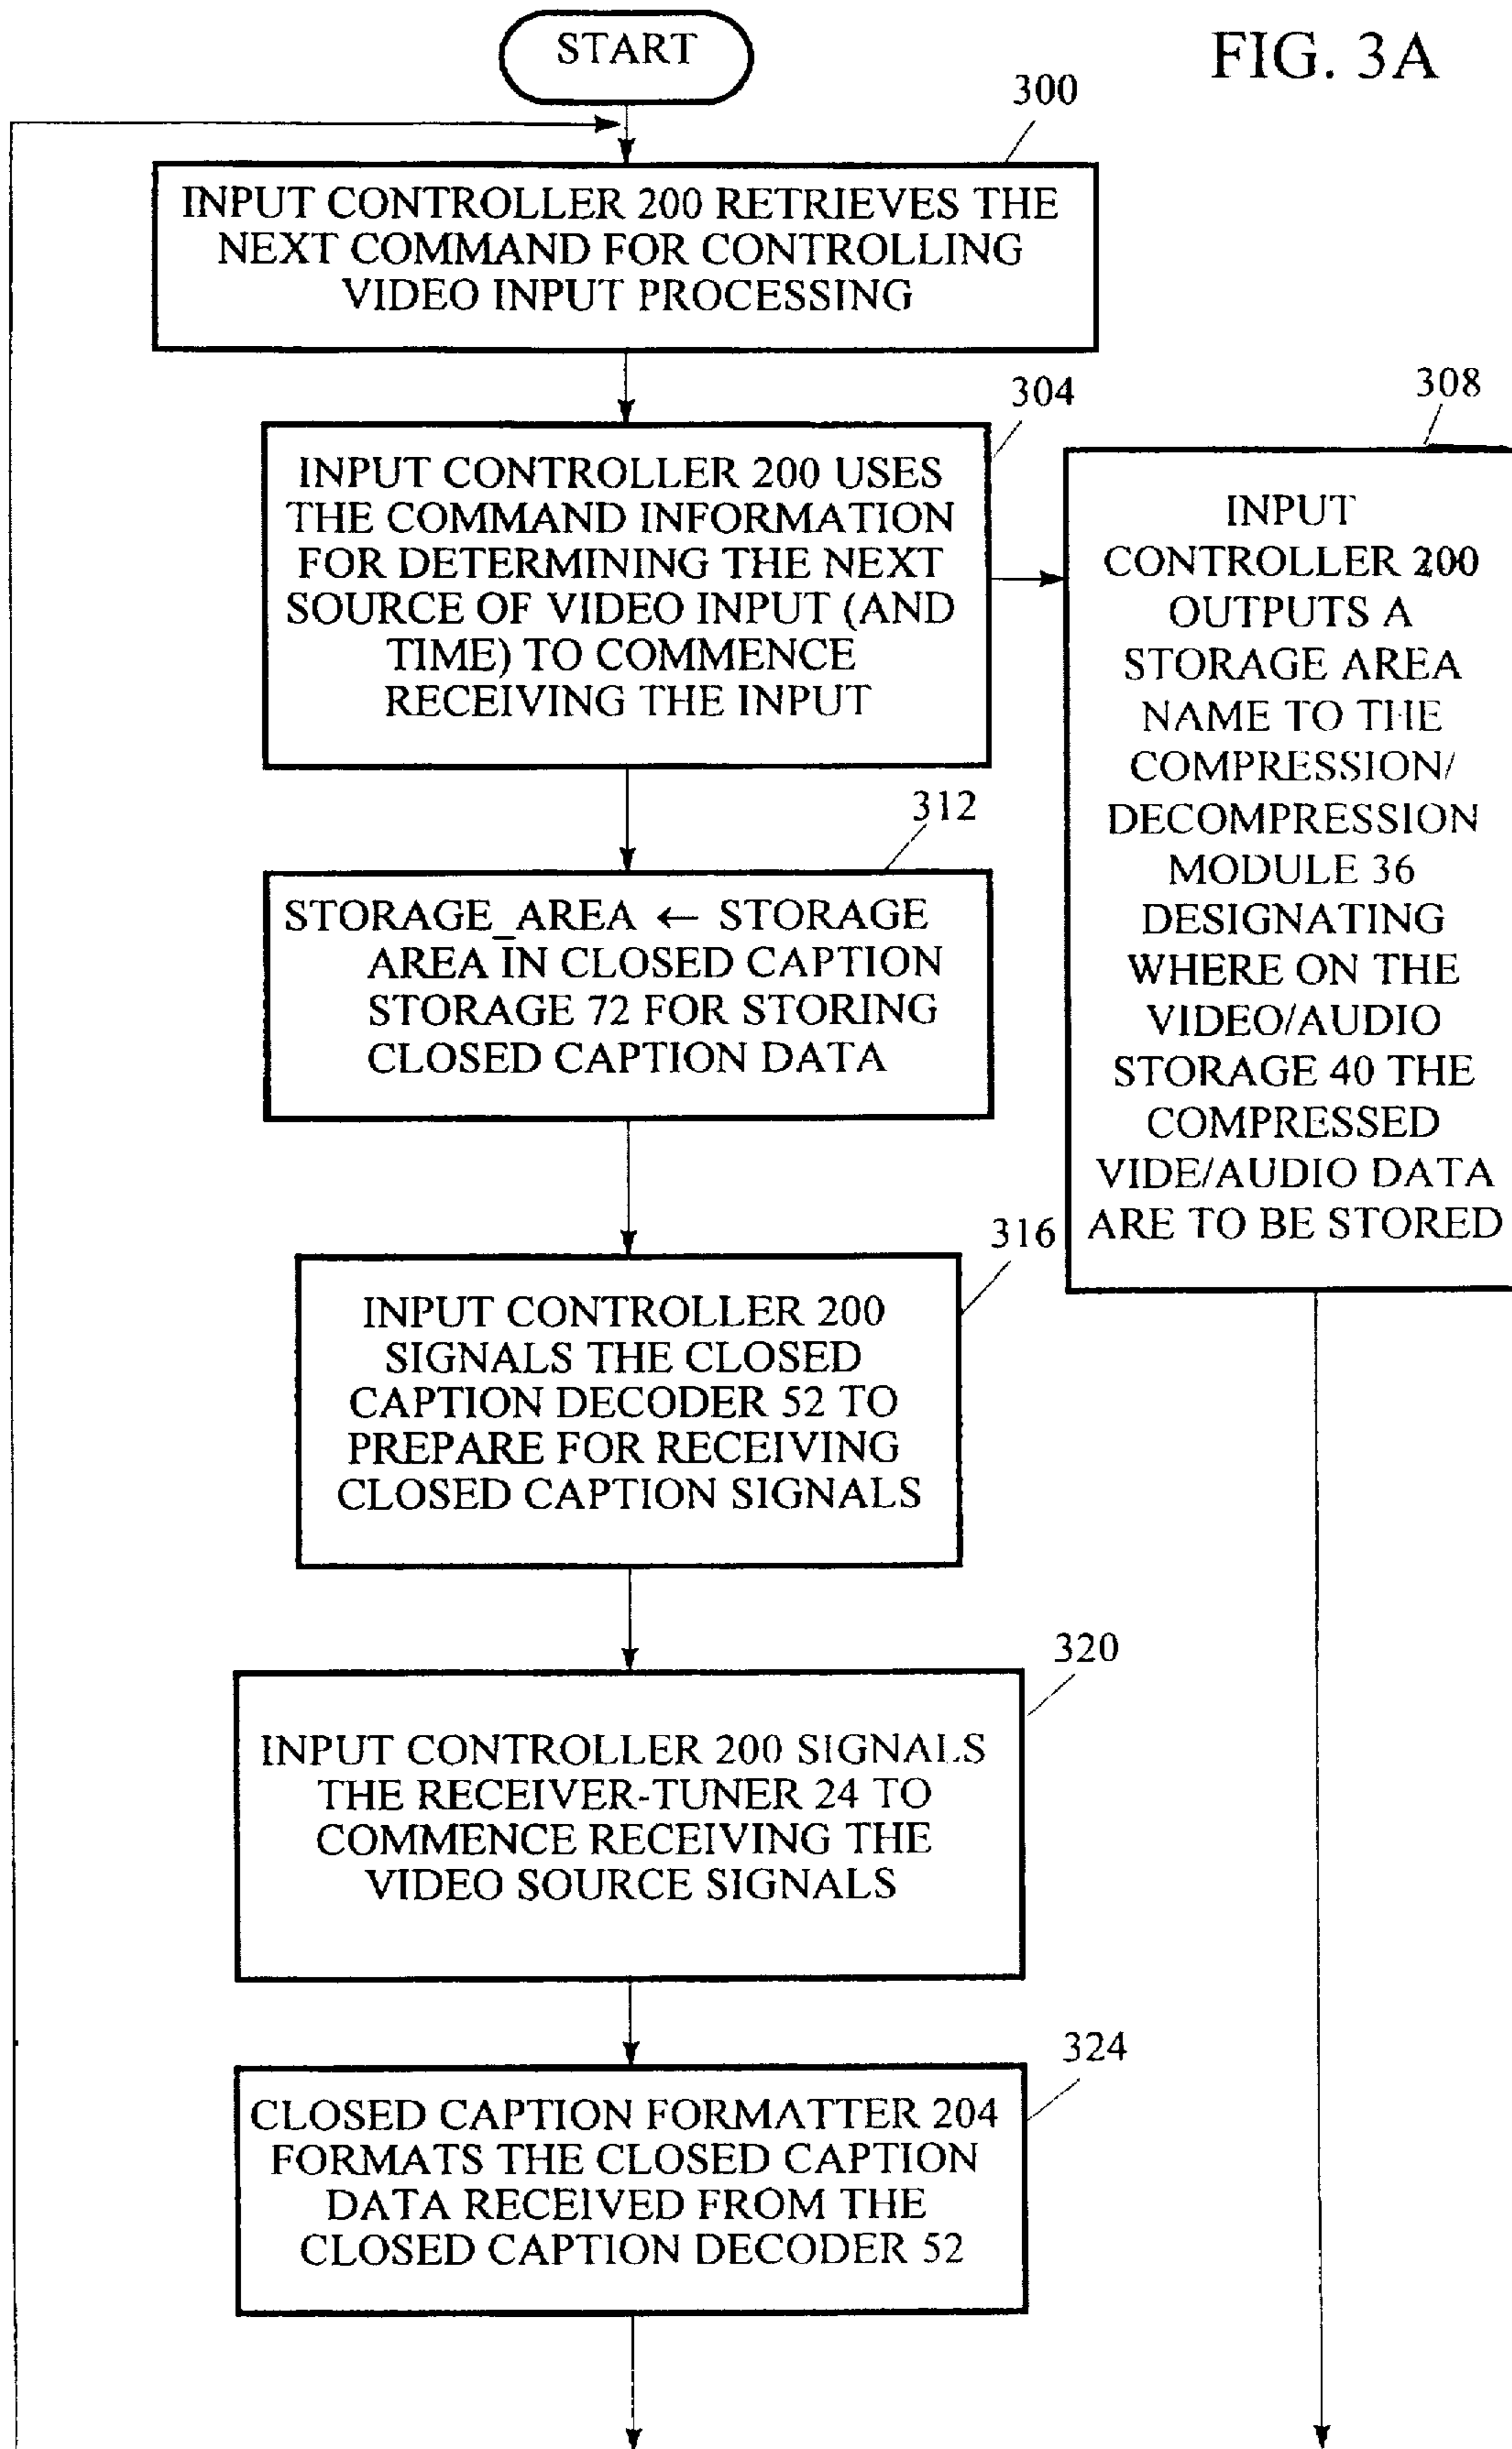 START
FIG. 3A
300
INPUT CONTROLLER 200 RETRIEVES THE
NEXT COMMAND FOR CONTROLLING
VIDEO INPUT PROCESSING
304
INPUT CONTROLLER 200 USES
THE COMMAND INFORMATION
FOR DETERMINING THE NEXT
SOURCE OF VIDEO INPUT (AND
TIME) TO COMMENCE
RECEIVING THE INPUT
308
INPUT
CONTROLLER 200
OUTPUTS A
STORAGE AREA
NAME TO THE
COMPRESSION/
DECOMPRESSION
MODULE 36
DESIGNATING
WHERE ON THE
VIDEO/AUDIO
STORAGE 40 THE
COMPRESSED
VIDE/AUDIO DATA
ARE TO BE STORED
312
STORAGE_AREA ← STORAGE
AREA IN CLOSED CAPTION
STORAGE 72 FOR STORING
CLOSED CAPTION DATA
316
INPUT CONTROLLER 200
SIGNALS THE CLOSED
CAPTION DECODER 52 TO
PREPARE FOR RECEIVING
CLOSED CAPTION SIGNALS
320
INPUT CONTROLLER 200 SIGNALS
THE RECEIVER-TUNER 24 TO
COMMENCE RECEIVING THE
VIDEO SOURCE SIGNALS
324
CLOSED CAPTION FORMATTER 204
FORMATS THE CLOSED CAPTION
DATA RECEIVED FROM THE
CLOSED CAPTION DECODER 52